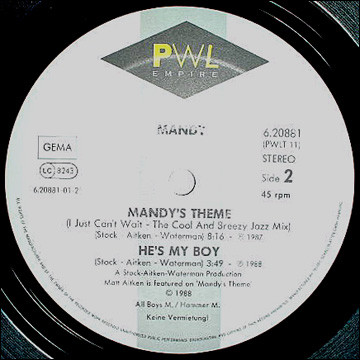 PWL
EMPIRE
MANDY
6.20881
(PWLT 11)
GEMA
STEREO
LC 8243
Side 2
6.20881-01-2
45 rpm
MANDY'S THEME
(I Just Can't Wait - The Cool And Breezy Jazz Mix)
(Stock - Aitken - Waterman) 8:16 - ℗ 1987
HE'S MY BOY
(Stock - Aitken - Waterman) 3:49 - ℗ 1988
A Stock-Aitken-Waterman Production
Matt Aitken is featured on 'Mandy's Theme
℗ 1988
All Boys M. / Hammer M.
Keine Vermietung!